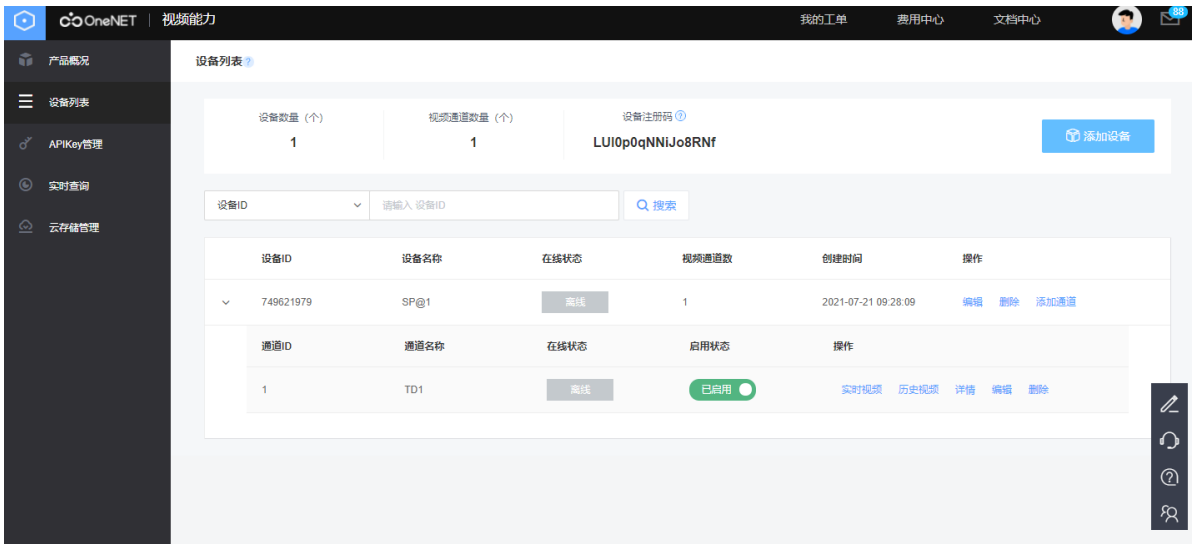 OneNET 视频能力 我的工单 费用中心 文档中心 88
产品概况
设备列表
APIKey管理
实时查询
云存储管理
设备列表 ?
设备数量（个） 视频通道数量（个） 设备注册码 ?
1 1 LUI0p0qNNiJo8RNf
添加设备
设备ID 请输入 设备ID 搜索
设备ID 设备名称 在线状态 视频通道数 创建时间 操作
749621979 SP@1 离线 1 2021-07-21 09:28:09 编辑 删除 添加通道
通道ID 通道名称 在线状态 启用状态 操作
1 TD1 离线 已启用 实时视频 历史视频 详情 编辑 删除